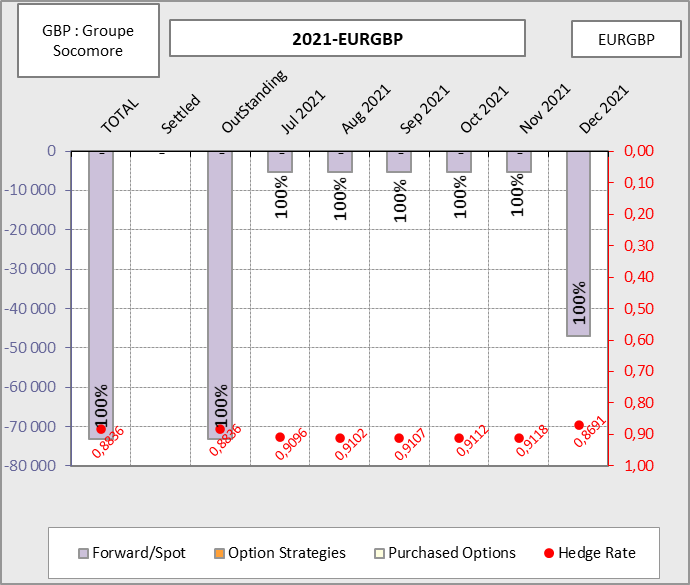 GBP : Groupe
Socomore
2021-EURGBP
EURGBP
TOTAL
Settled
OutStanding
Jul 2021
Aug 2021
Sep 2021
Oct 2021
Nov 2021
Dec 2021
0
-10 000
-20 000
-30 000
-40 000
-50 000
-60 000
-70 000
-80 000
0,00
0,10
0,20
0,30
0,40
0,50
0,60
0,70
0,80
0,90
1,00
100%
100%
100%
100%
100%
100%
100%
100%
0,8836
0,8836
0,9096
0,9102
0,9107
0,9112
0,9118
0,8691
Forward/Spot
Option Strategies
Purchased Options
Hedge Rate